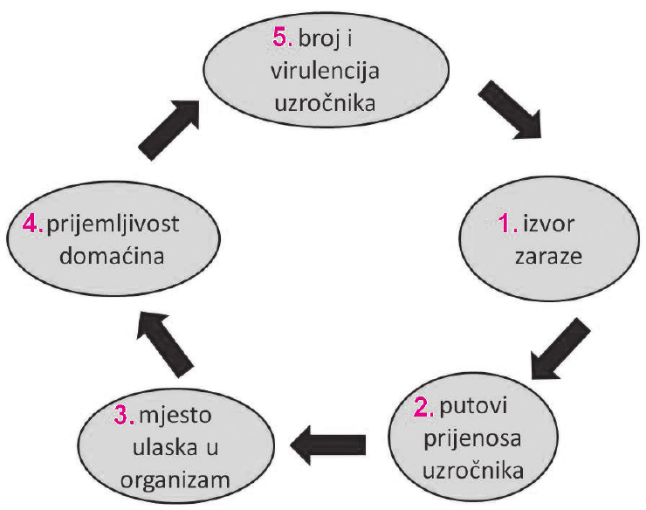 5. broj i
virulencija
uzročnika
1. izvor
zaraze
2. putovi
prijenosa
uzročnika
3. mjesto
ulaska u
organizam
4. prijemljivost
domaćina